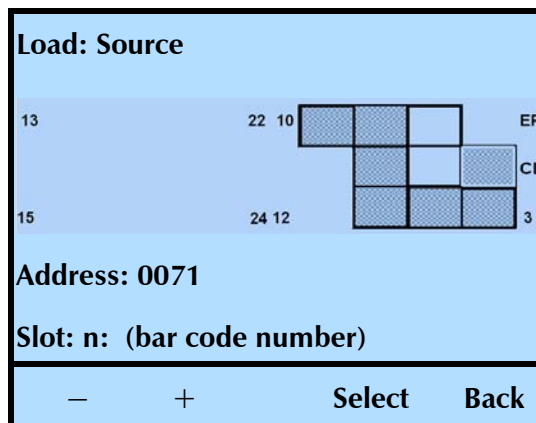 Load: Source
13 22 10
15 24 12 3
Address: 0071
Slot: n: (bar code number)
− + Select Back